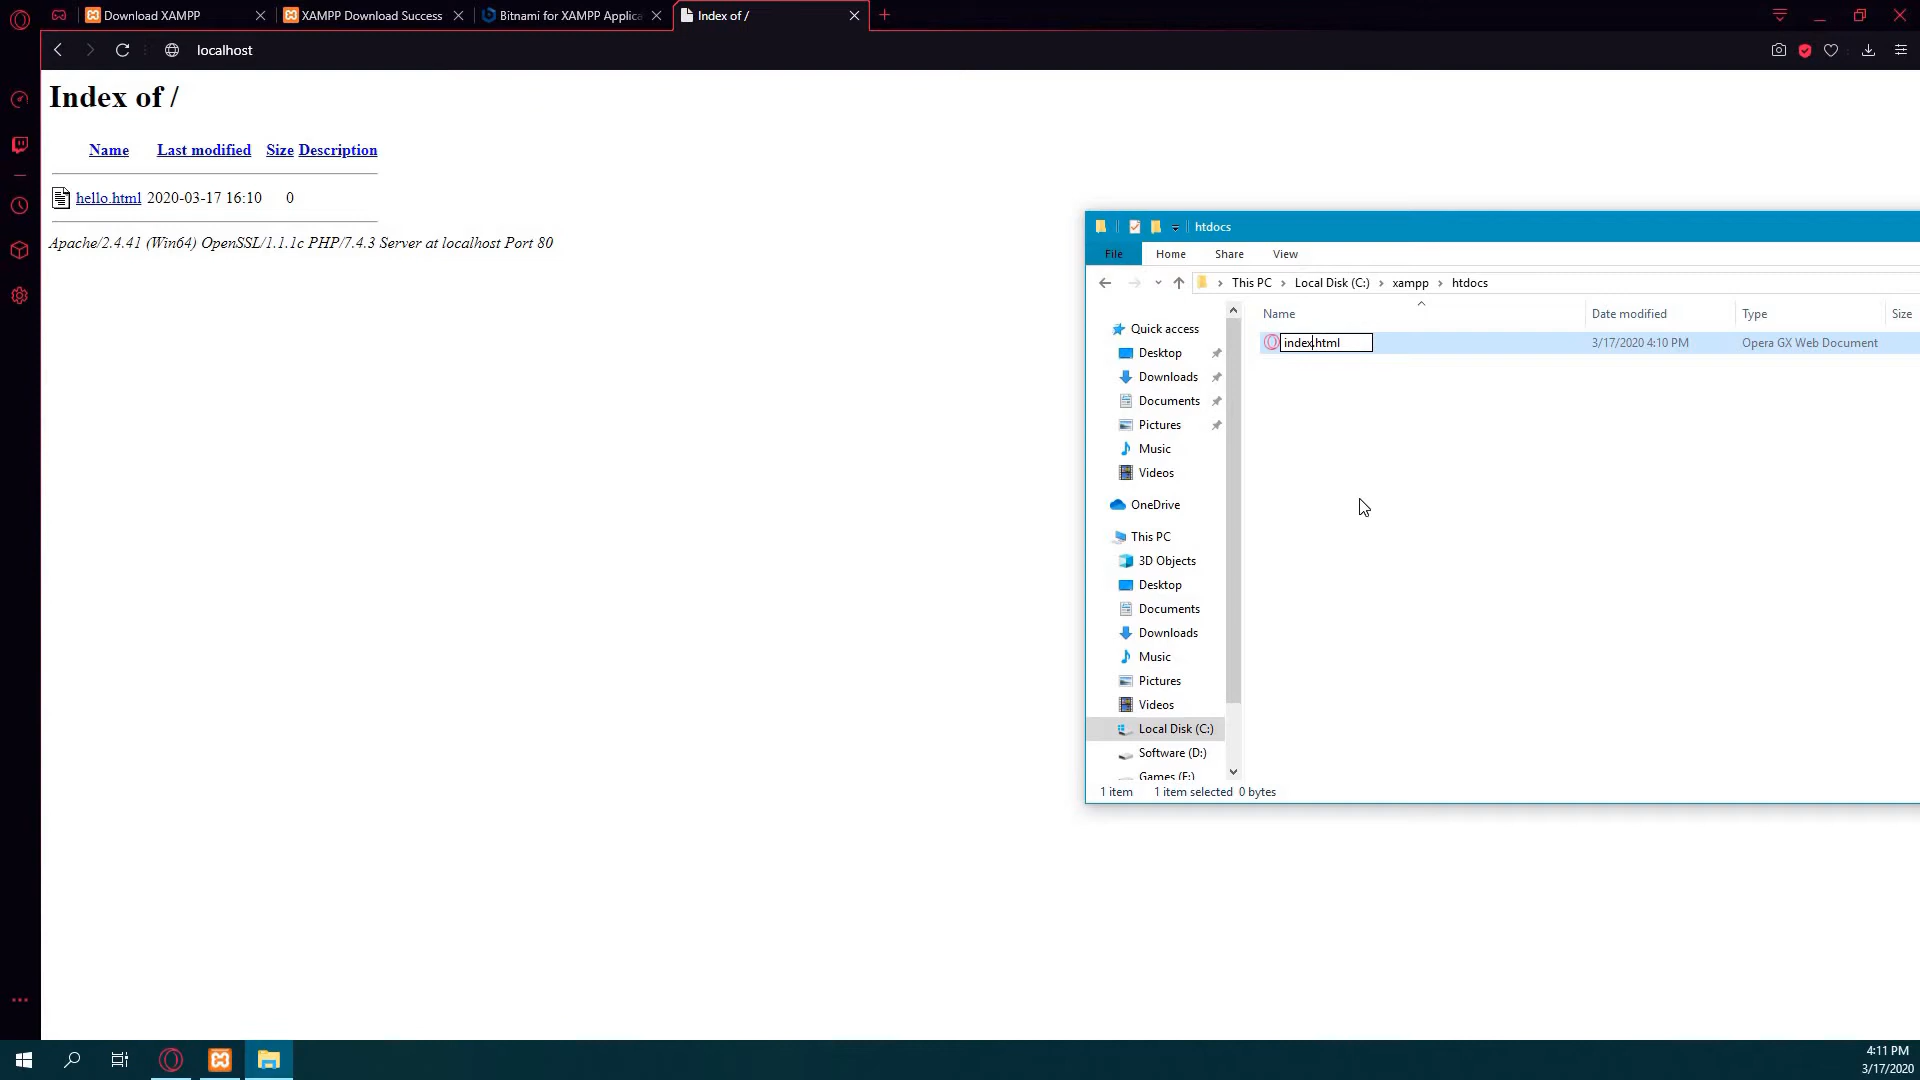 Download XAMPP
XAMPP Download Success
Bitnami for XAMPP Applica
Index of /
localhost
Index of /
Name Last modified Size Description
hello.html 2020-03-17 16:10 0
Apache/2.4.41 (Win64) OpenSSL/1.1.1c PHP/7.4.3 Server at localhost Port 80
htdocs
File Home Share View
This PC > Local Disk (C:) > xampp > htdocs
Name Date modified Type Size
index.html 3/17/2020 4:10 PM Opera GX Web Document
Quick access
Desktop
Downloads
Documents
Pictures
Music
Videos
OneDrive
This PC
3D Objects
Desktop
Documents
Downloads
Music
Pictures
Videos
Local Disk (C:)
Software (D:)
Games (E:)
1 item 1 item selected 0 bytes
4:11 PM
3/17/2020